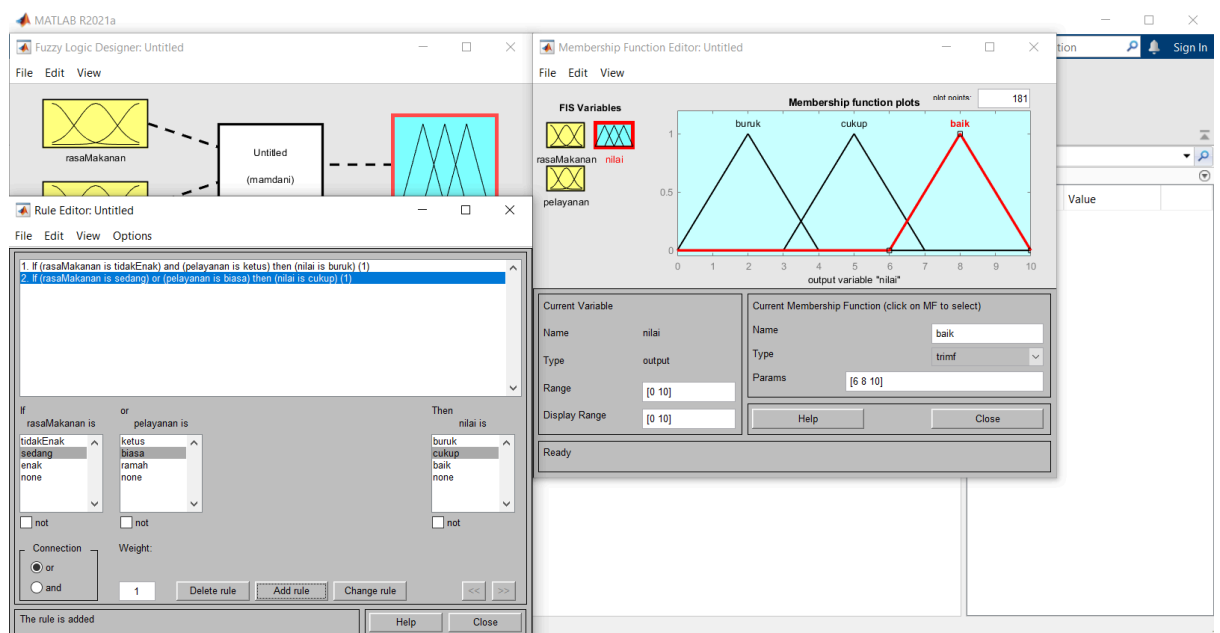 MATLAB R2021a
Fuzzy Logic Designer: Untitled
File Edit View
rasaMakanan
Untitled
(mamdani)
Rule Editor: Untitled
File Edit View Options
1. If (rasaMakanan is tidakEnak) and (pelayanan is ketus) then (nilai is buruk) (1)
2. If (rasaMakanan is sedang) or (pelayanan is biasa) then (nilai is cukup) (1)
If or Then
rasaMakanan is pelayanan is nilai is
tidakEnak ketus buruk
sedang biasa cukup
enak ramah baik
none none none
not not not
Connection Weight:
or
and 1 Delete rule Add rule Change rule << >>
The rule is added Help Close
Membership Function Editor: Untitled
File Edit View
FIS Variables
rasaMakanan nilai
pelayanan
Membership function plots plot points: 181
buruk cukup baik
1
0.5
0
0 1 2 3 4 5 6 7 8 9 10
output variable "nilai"
Current Variable
Name nilai
Type output
Range [0 10]
Display Range [0 10]
Current Membership Function (click on MF to select)
Name baik
Type trimf
Params [6 8 10]
Help Close
Ready
tion Sign In
Value